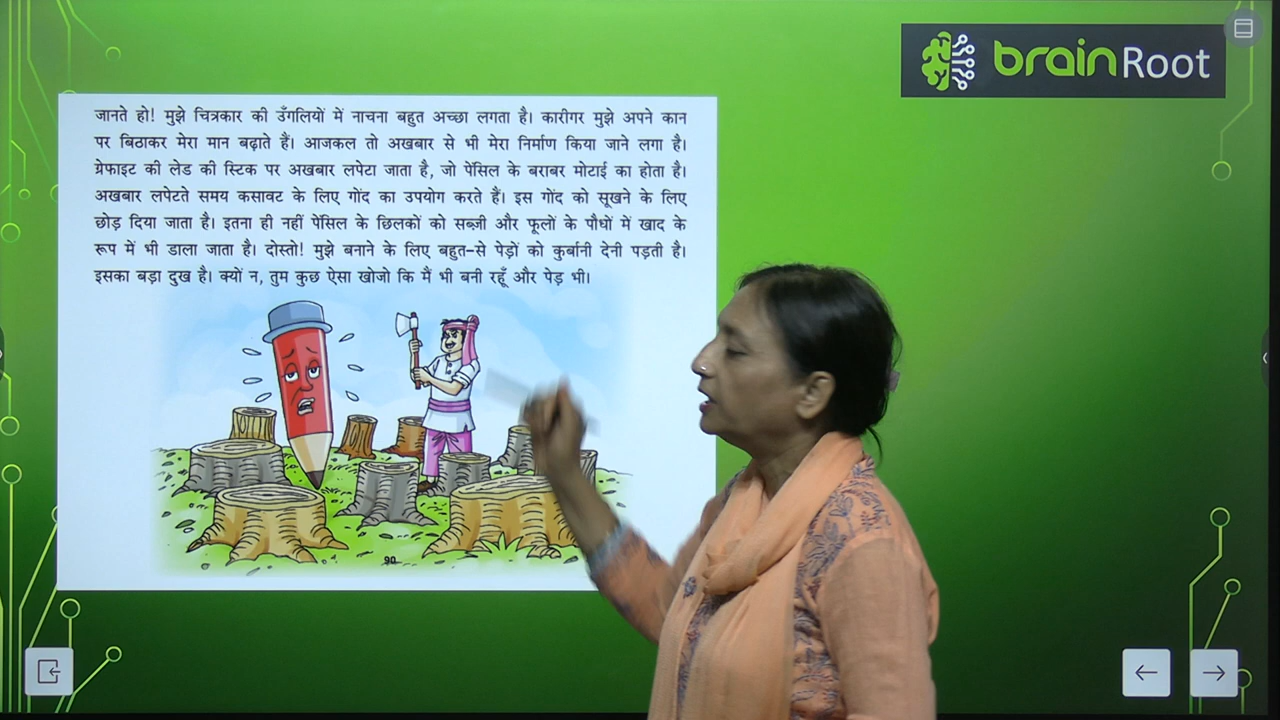 brainRoot
जानते हो! मुझे चित्रकार की उँगलियों में नाचना बहुत अच्छा लगता है। कारीगर मुझे अपने कान
पर बिठाकर मेरा मान बढ़ाते हैं। आजकल तो अखबार से भी मेरा निर्माण किया जाने लगा है।
ग्रेफाइट की लेड की स्टिक पर अखबार लपेटा जाता है, जो पेंसिल के बराबर मोटाई का होता है।
अखबार लपेटते समय कसावट के लिए गोंद का उपयोग करते हैं। इस गोंद को सूखने के लिए
छोड़ दिया जाता है। इतना ही नहीं पेंसिल के छिलकों को सब्ज़ी और फूलों के पौधों में खाद के
रूप में भी डाला जाता है। दोस्तो! मुझे बनाने के लिए बहुत-से पेड़ों को कुर्बानी देनी पड़ती है।
इसका बड़ा दुख है। क्यों न, तुम कुछ ऐसा खोजो कि मैं भी बनी रहूँ और पेड़ भी।
90